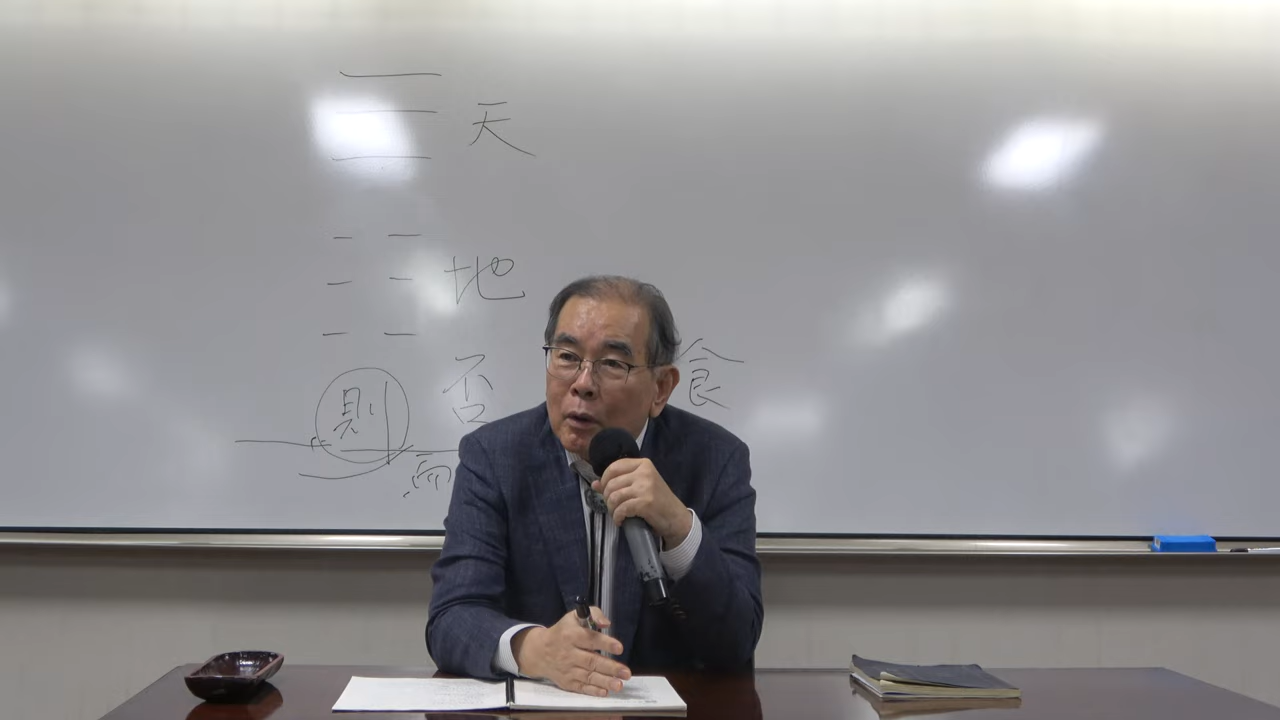 天
地
否
食
則
而